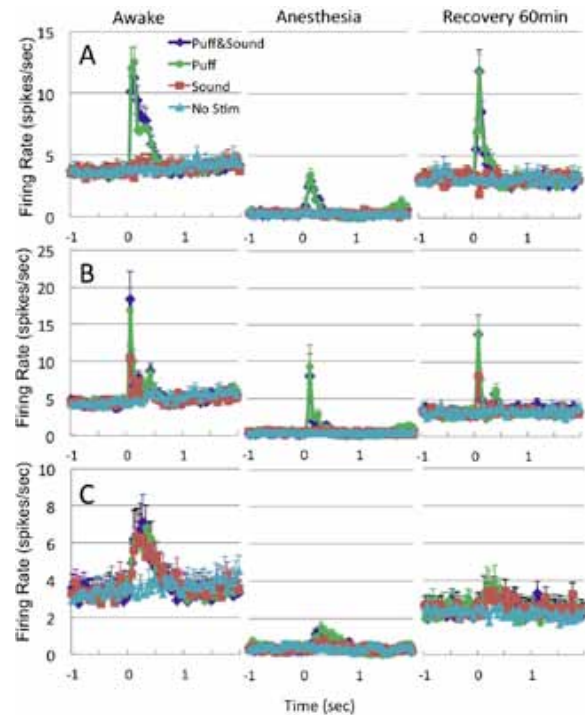 Awake Anesthesia Recovery 60min
A
Puff&Sound
Puff
Sound
No Stim
Firing Rate (spikes/sec)
15
10
5
0
-1 0 1 -1 0 1 -1 0 1
B
Firing Rate (spikes/sec)
25
20
15
10
5
0
-1 0 1 -1 0 1 -1 0 1
C
Firing Rate (spikes/sec)
10
8
6
4
2
0
-1 0 1 -1 0 1 -1 0 1
Time (sec)